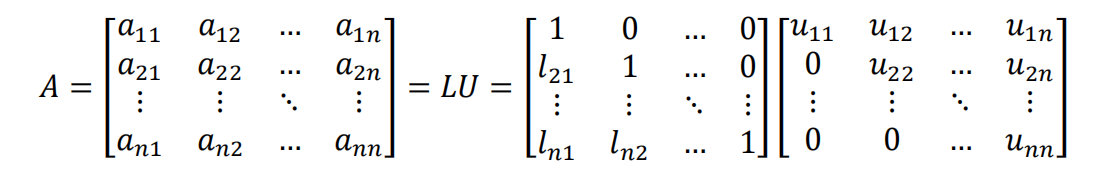 A = [a₁₁ a₁₂ … a₁ₙ; a₂₁ a₂₂ … a₂ₙ; ⋮ ⋮ ⋱ ⋮; aₙ₁ aₙ₂ … aₙₙ] = LU = [1 0 … 0; l₂₁ 1 … 0; ⋮ ⋮ ⋱ ⋮; lₙ₁ lₙ₂ … 1] [u₁₁ u₁₂ … u₁ₙ; 0 u₂₂ … u₂ₙ; ⋮ ⋮ ⋱ ⋮; 0 0 … uₙₙ]